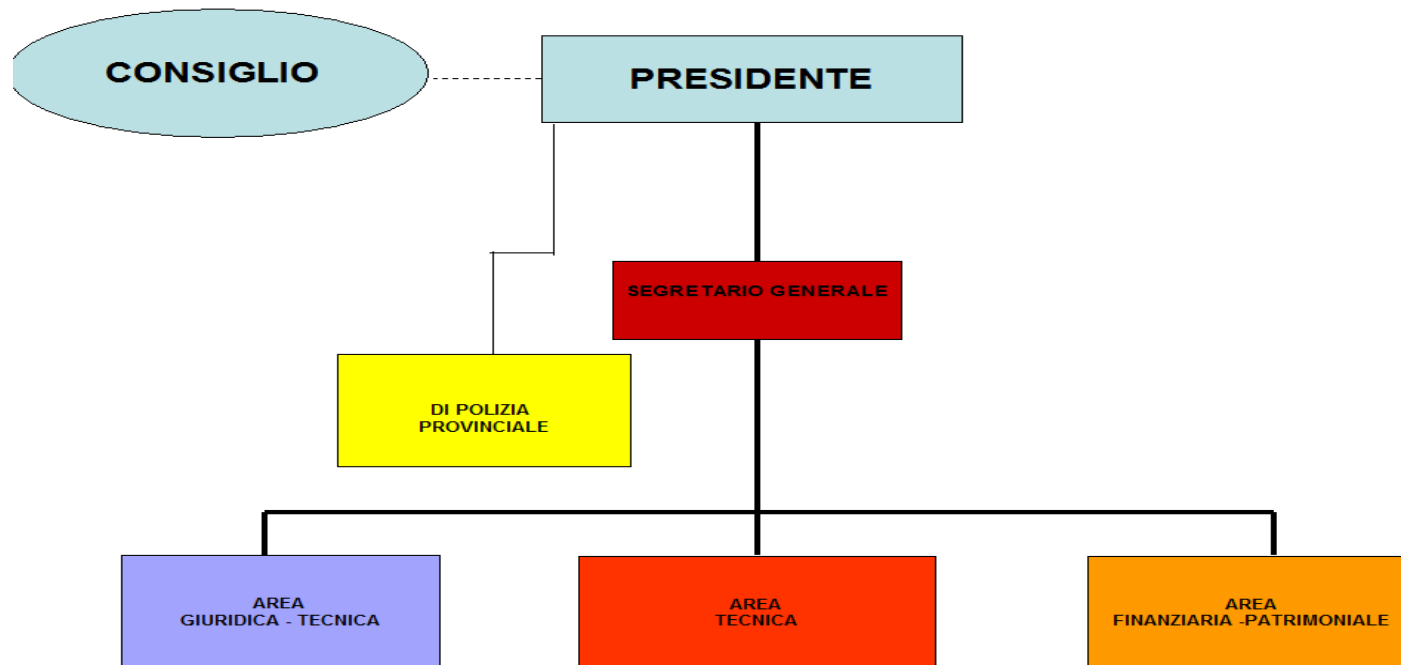 CONSIGLIO
PRESIDENTE
SEGRETARIO GENERALE
DI POLIZIA
PROVINCIALE
AREA
GIURIDICA - TECNICA
AREA
TECNICA
AREA
FINANZIARIA -PATRIMONIALE